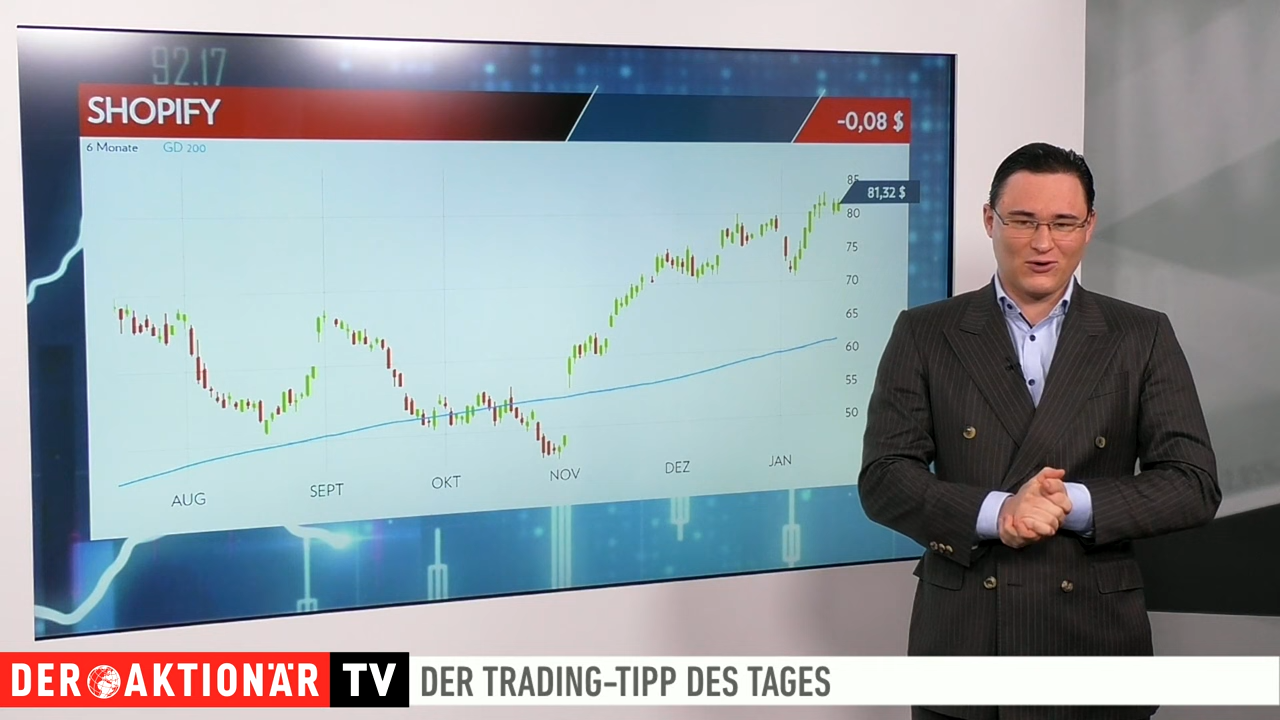 92.17
SHOPIFY
-0,08 $
6 Monate GD 200
85
81,32 $
80
75
70
65
60
55
50
AUG SEPT OKT NOV DEZ JAN
DER AKTIONÄR TV DER TRADING-TIPP DES TAGES